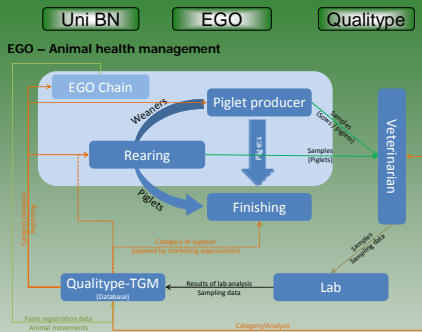 Uni BN
EGO
Qualitype
EGO – Animal health management
EGO Chain
Weaners
Piglet producer
Samples
(Sows / piglets)
Veterinarian
Piglets
Rearing
Samples
(Piglets)
Piglets
Finishing
Category/Analysis
Reporting
Category of supplier
(opened by marketing organisation)
Samples
Sampling data
Qualitype-TGM
(Database)
Results of lab analysis
Sampling data
Lab
Farm registration data
Animal movements
Category/Analysis